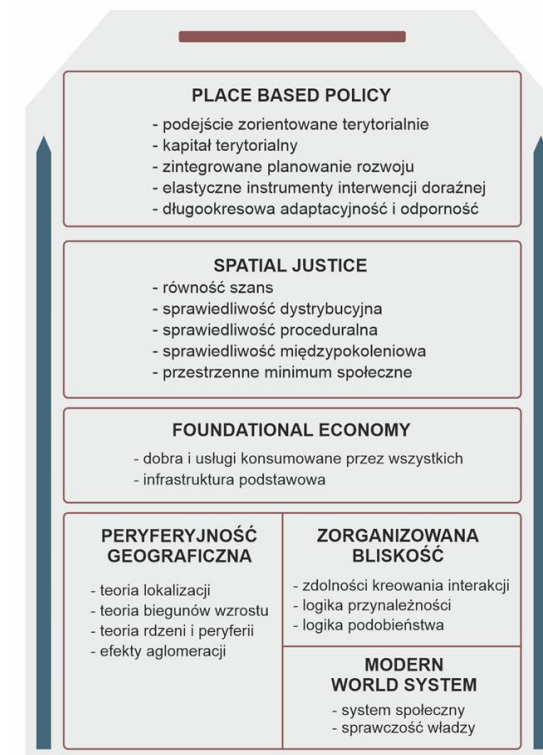 PLACE BASED POLICY
- podejście zorientowane terytorialnie
- kapitał terytorialny
- zintegrowane planowanie rozwoju
- elastyczne instrumenty interwencji doraźnej
- długookresowa adaptacyjność i odporność
SPATIAL JUSTICE
- równość szans
- sprawiedliwość dystrybucyjna
- sprawiedliwość proceduralna
- sprawiedliwość międzypokoleniowa
- przestrzenne minimum społeczne
FOUNDATIONAL ECONOMY
- dobra i usługi konsumowane przez wszystkich
- infrastruktura podstawowa
PERYFERYJNOŚĆ
GEOGRAFICZNA
- teoria lokalizacji
- teoria biegunów wzrostu
- teoria rdzeni i peryferii
- efekty aglomeracji
ZORGANIZOWANA
BLISKOŚĆ
- zdolności kreowania interakcji
- logika przynależności
- logika podobieństwa
MODERN
WORLD SYSTEM
- system społeczny
- sprawczość władzy